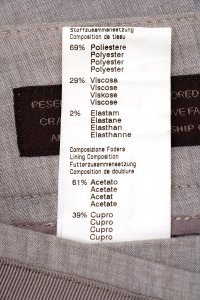 Stoffzusammensetzung
Composition de tissu
69% Poliestere
Polyester
Polyester
Polyester
29% Viscosa
Viscose
Viskose
Viscose
2% Elastam
Elastane
Elasthan
Elasthanne
Composizione Fodera
Lining Composition
Futterzusammensetzung
Composition de doublure
61% Acetato
Acetate
Acetat
Acetate
39% Cupro
Cupro
Cupro
Cupro